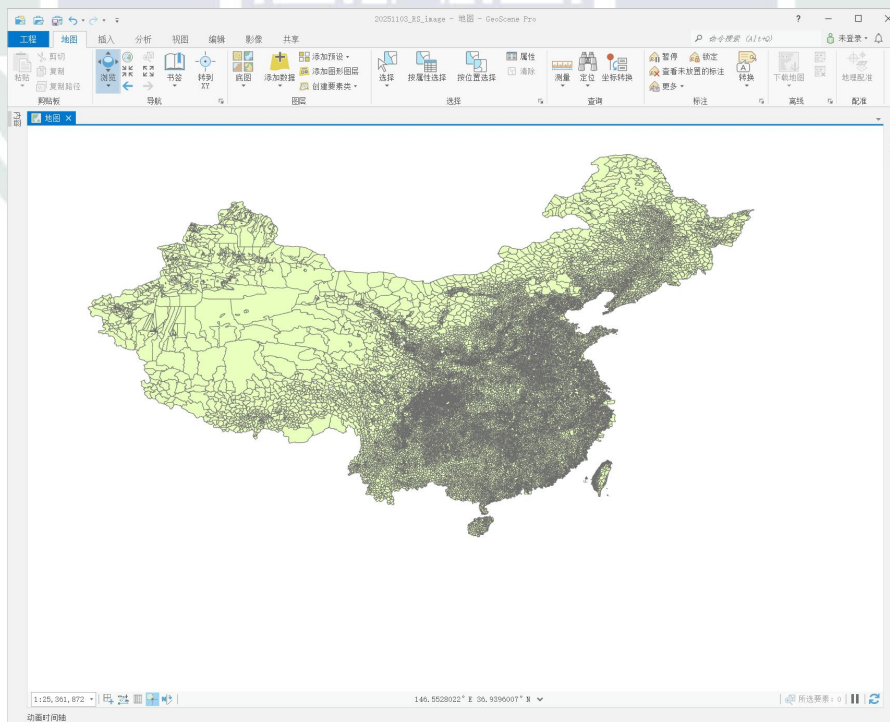 20251103_RS_image - 地图 - GeoScene Pro
? － □ ×
工程 地图 插入 分析 视图 编辑 影像 共享
命令搜索 (Alt+Q)
未登录
粘贴
剪切
复制
复制路径
剪贴板
浏览
书签
转到
XY
导航
底图
添加数据
添加预设
添加图形图层
创建要素类
图层
选择
按属性选择
按位置选择
属性
清除
选择
测量
定位
坐标转换
查询
暂停
锁定
查看未放置的标注
更多
转换
标注
下载地图
离线
地理配准
配准
内容
地图 ×
1:25,361,872
146.5528022° E 36.9396007° N
所选要素: 0
动画时间轴